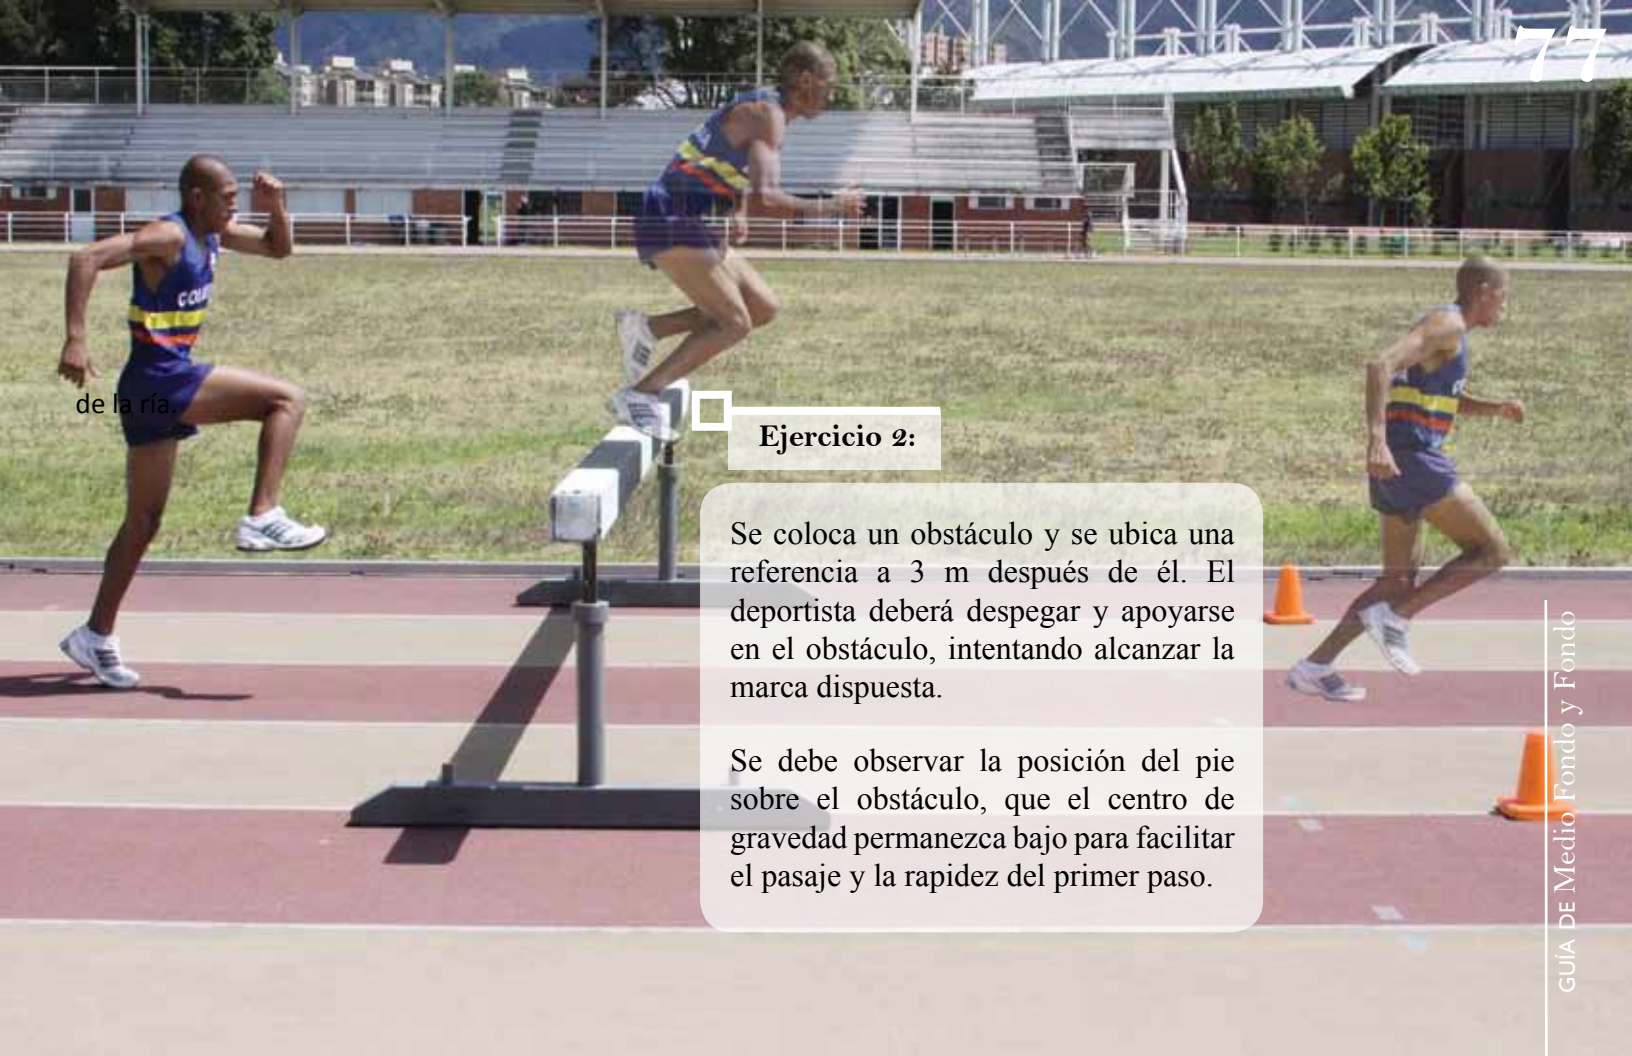 77
de la ría.
Ejercicio 2:
Se coloca un obstáculo y se ubica una
referencia a 3 m después de él. El
deportista deberá despegar y apoyarse
en el obstáculo, intentando alcanzar la
marca dispuesta.
Se debe observar la posición del pie
sobre el obstáculo, que el centro de
gravedad permanezca bajo para facilitar
el pasaje y la rapidez del primer paso.
GUÍA DE Medio Fondo y Fondo